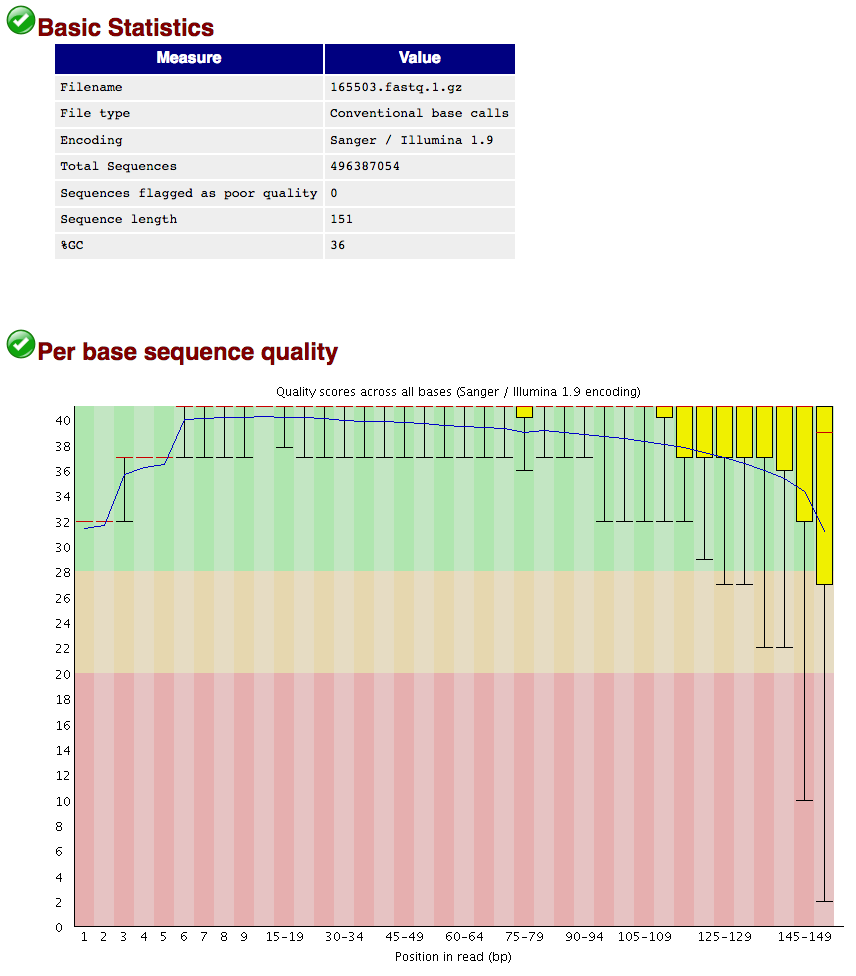 Basic Statistics
Measure Value
Filename 165503.fastq.1.gz
File type Conventional base calls
Encoding Sanger / Illumina 1.9
Total Sequences 496387054
Sequences flagged as poor quality 0
Sequence length 151
%GC 36
Per base sequence quality
Quality scores across all bases (Sanger / Illumina 1.9 encoding)
40
38
36
34
32
30
28
26
24
22
20
18
16
14
12
10
8
6
4
2
0
1 2 3 4 5 6 7 8 9 15-19 30-34 45-49 60-64 75-79 90-94 105-109 125-129 145-149
Position in read (bp)